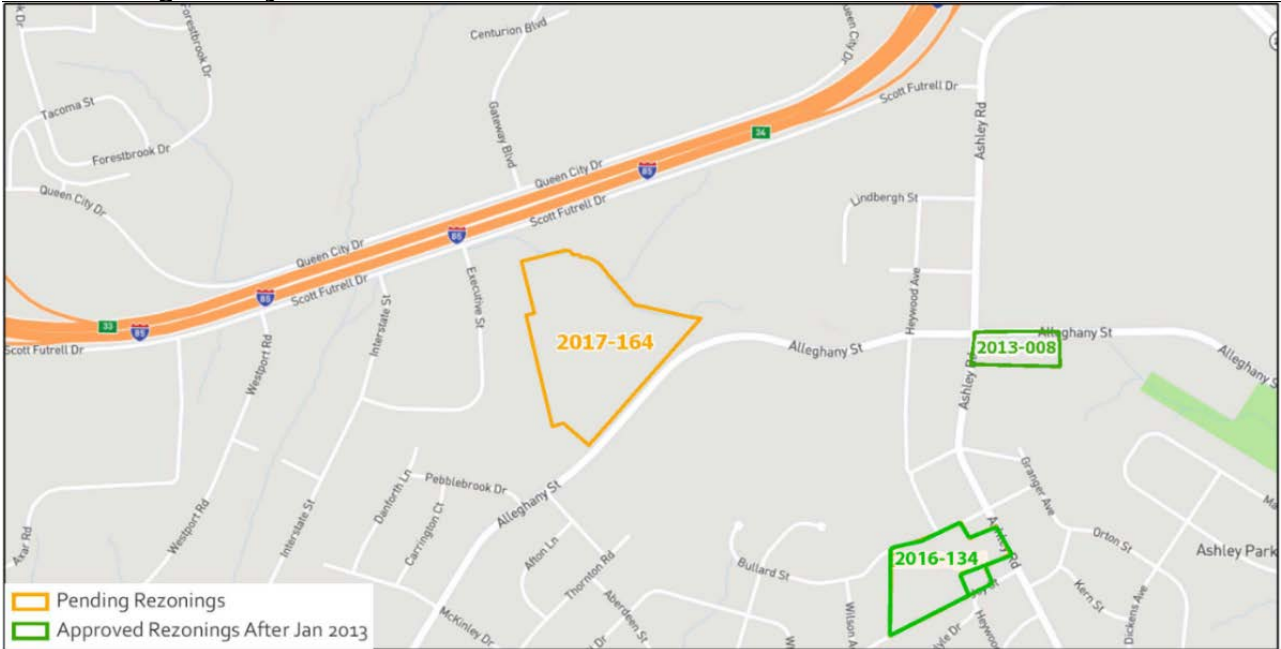 Centurion Blvd
Queen City Dr
Forestbrook Dr
Tacoma St
Scott Futrell Dr
34
Ashley Rd
Forestbrook Dr
Gateway Blvd
Queen City Dr
85
Queen City Dr
Scott Futrell Dr
Lindbergh St
85
Queen City Dr
Scott Futrell Dr
85
Executive St
33
85
Scott Futrell Dr
Interstate St
Heywood Ave
2017-164
Alleghany St
2013-008
Alleghany St
Alleghany S
Westport Rd
Ashley Rd
Danforth Ln
Pebblebrook Dr
Carrington Ct
Alleghany St
Granger Ave
Westport Rd
Interstate St
Axar Rd
Afton Ln
Thornton Rd
Bullard St
2016-134
Ashley Rd
Orton St
Ashley Park
Kern St
Dickens Ave
McKinley Dr
Aberdeen St
Wilson A
Heywoo
Pending Rezonings
Approved Rezonings After Jan 2013